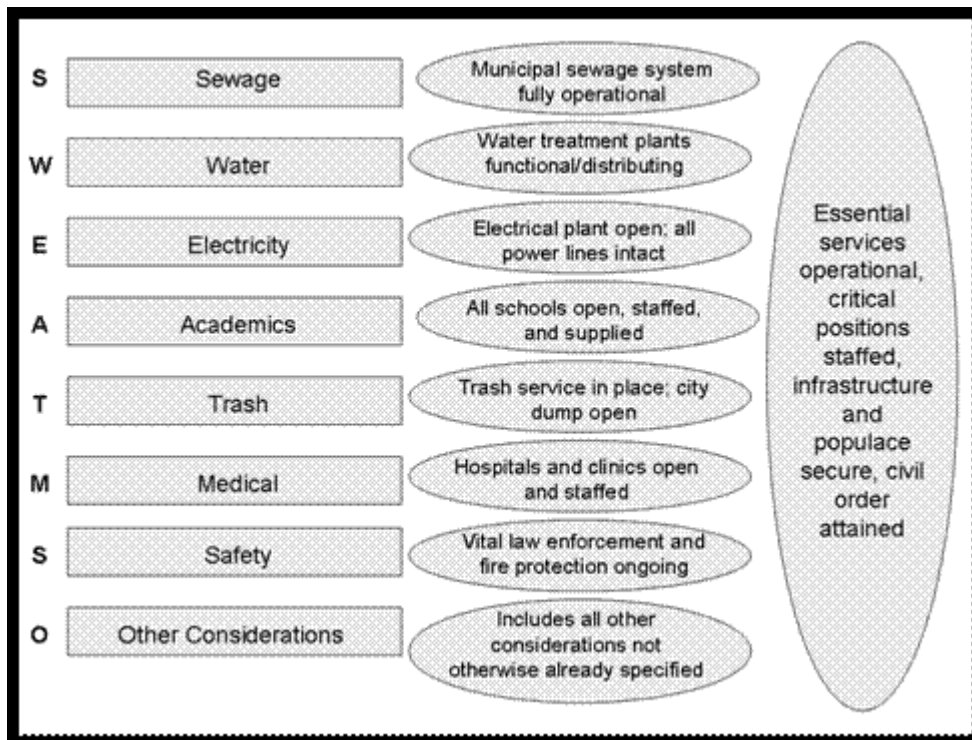 S
Sewage
Municipal sewage system
fully operational
W
Water
Water treatment plants
functional/distributing
E
Electricity
Electrical plant open; all
power lines intact
A
Academics
All schools open, staffed,
and supplied
T
Trash
Trash service in place; city
dump open
M
Medical
Hospitals and clinics open
and staffed
S
Safety
Vital law enforcement and
fire protection ongoing
O
Other Considerations
Includes all other
considerations not
otherwise already specified
Essential
services
operational,
critical
positions
staffed,
infrastructure
and
populace
secure, civil
order
attained